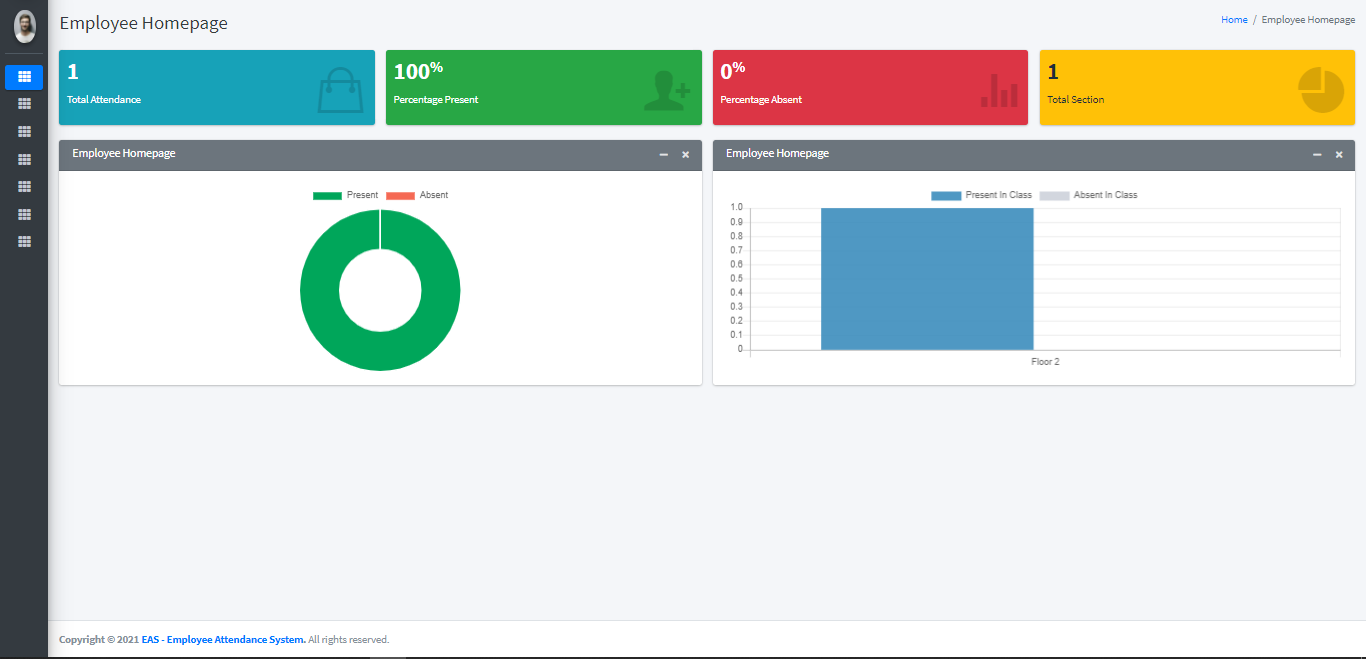 Employee Homepage
Home / Employee Homepage
1
Total Attendance
100%
Percentage Present
0%
Percentage Absent
1
Total Section
Employee Homepage
Present Absent
Employee Homepage
Present In Class Absent In Class
1.0
0.9
0.8
0.7
0.6
0.5
0.4
0.3
0.2
0.1
0
Floor 2
Copyright © 2021 EAS - Employee Attendance System. All rights reserved.